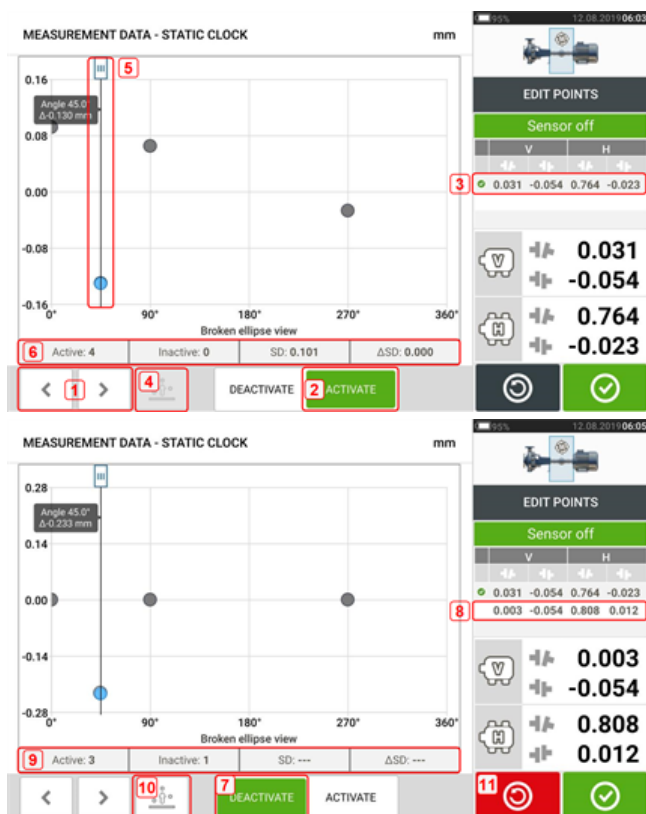 95% 12.08.2019 06:03
MEASUREMENT DATA - STATIC CLOCK mm
5
0.16
Angle 45.0°
Δ-0.130 mm
0.08
0.00
-0.08
-0.16
0° 90° 180° 270° 360°
Broken ellipse view
6 Active: 4 Inactive: 0 SD: 0.101 ΔSD: 0.000
1 4 DEACTIVATE 2 ACTIVATE
EDIT POINTS
Sensor off
V H
3 0.031 -0.054 0.764 -0.023
V 0.031
-0.054
H 0.764
-0.023
95% 12.08.2019 06:05
MEASUREMENT DATA - STATIC CLOCK mm
0.28
Angle 45.0°
Δ-0.233 mm
0.14
0.00
-0.14
-0.28
0° 90° 180° 270° 360°
Broken ellipse view
9 Active: 3 Inactive: 1 SD: --- ΔSD: ---
10 7 DEACTIVATE ACTIVATE
EDIT POINTS
Sensor off
V H
0.031 -0.054 0.764 -0.023
8 0.003 -0.054 0.808 0.012
V 0.003
-0.054
H 0.808
0.012
11